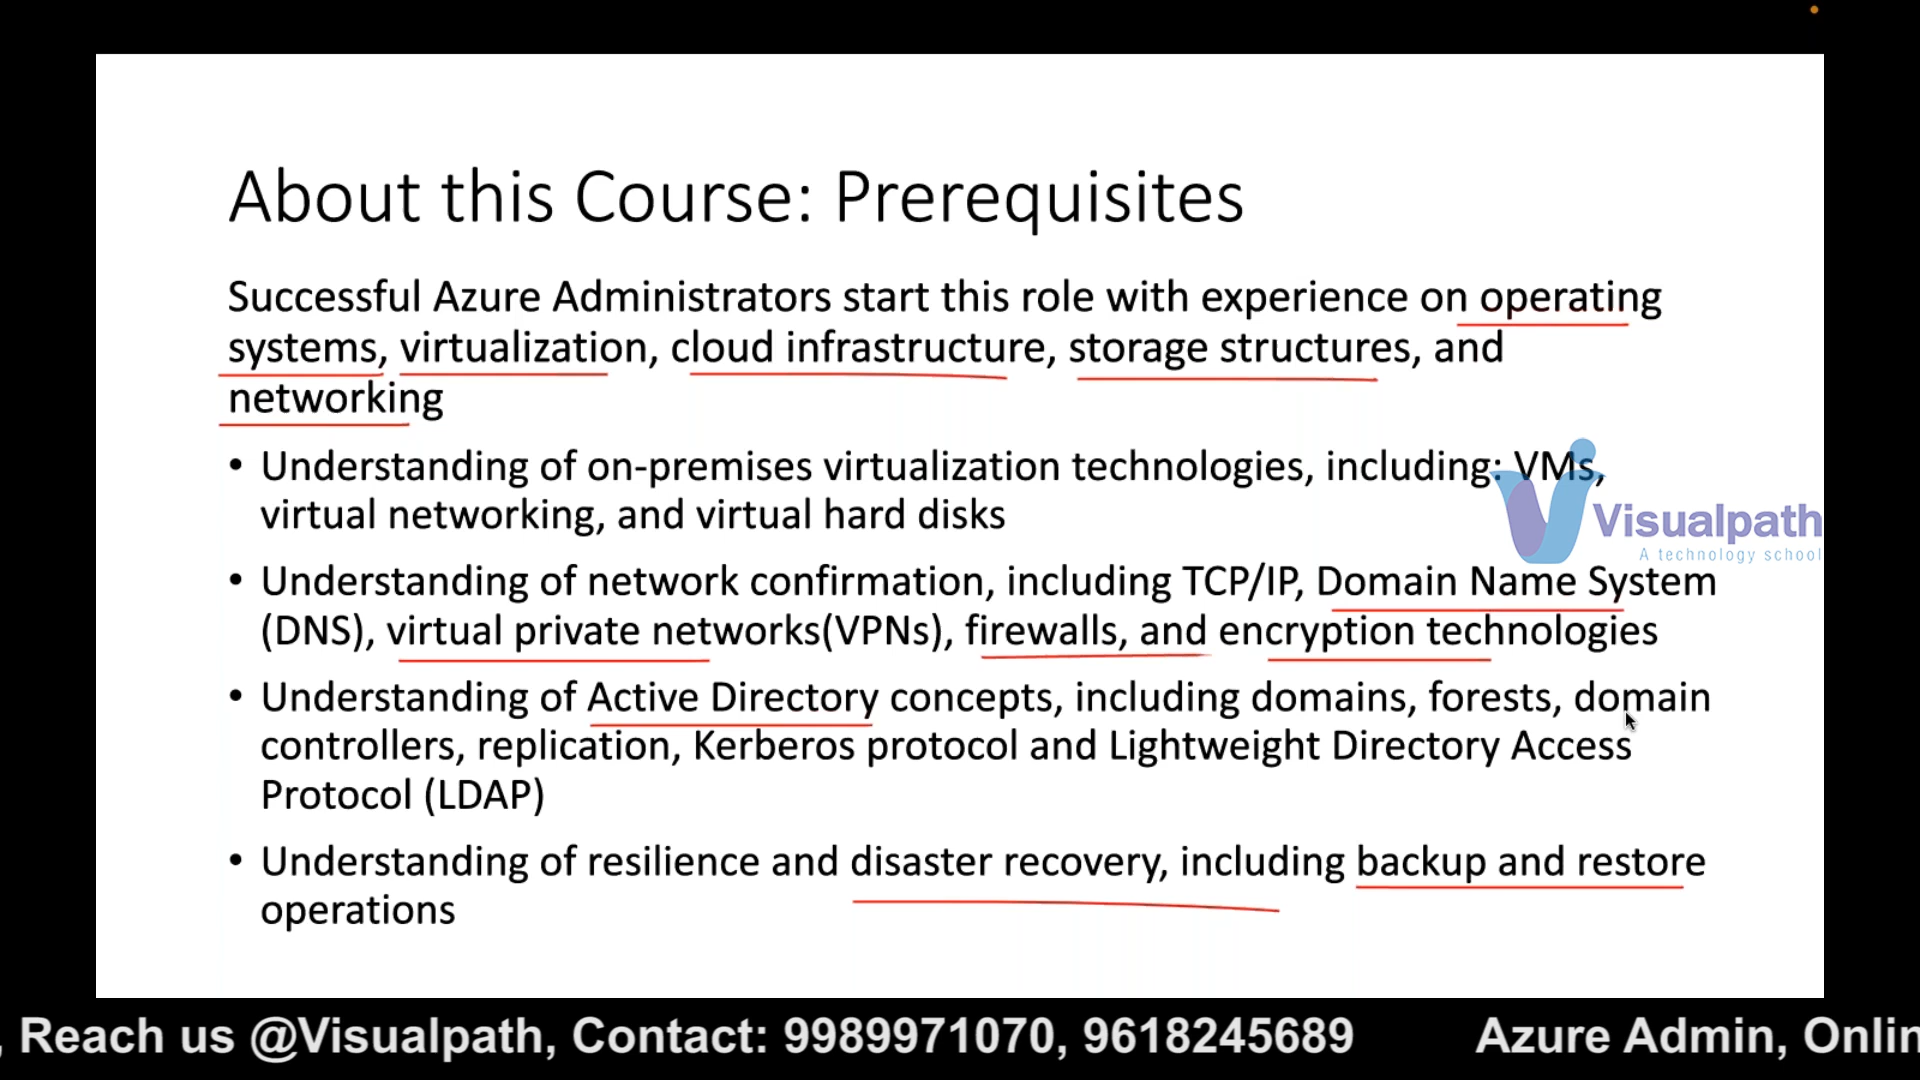 About this Course: Prerequisites
Successful Azure Administrators start this role with experience on operating
systems, virtualization, cloud infrastructure, storage structures, and
networking
• Understanding of on-premises virtualization technologies, including: VMs,
virtual networking, and virtual hard disks
Visualpath
A technology school
• Understanding of network confirmation, including TCP/IP, Domain Name System
(DNS), virtual private networks(VPNs), firewalls, and encryption technologies
• Understanding of Active Directory concepts, including domains, forests, domain
controllers, replication, Kerberos protocol and Lightweight Directory Access
Protocol (LDAP)
• Understanding of resilience and disaster recovery, including backup and restore
operations
, Reach us @Visualpath, Contact: 9989971070, 9618245689 Azure Admin, Onlin